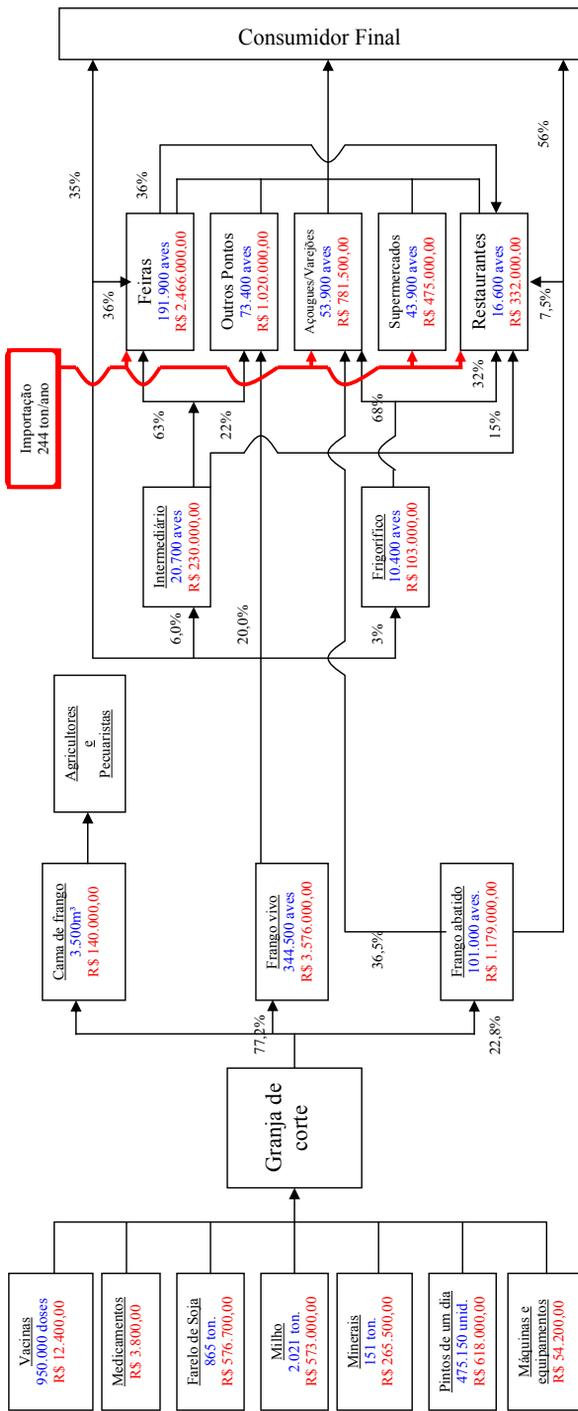 Vacinas
950.000 doses
R$ 12.400,00
Medicamentos
R$ 3.800,00
Farelo de Soja
865 ton.
R$ 576.700,00
Milho
2.021 ton.
R$ 573.000,00
Minerais
151 ton.
R$ 265.500,00
Pintos de um dia
475.150 unid.
R$ 618.000,00
Máquinas e
equipamentos
R$ 54.200,00
Granja de
corte
77,2%
22,8%
Cama de frango
3.500m³
R$ 140.000,00
Frango vivo
344.500 aves
R$ 3.576.000,00
Frango abatido
101.000 aves.
R$ 1.179.000,00
36,5%
Agricultores
e
Pecuaristas
6,0%
20,0%
3%
Intermediário
20.700 aves
R$ 230.000,00
Frigorífico
10.400 aves
R$ 103.000,00
Importação
244 ton/ano
63%
22%
68%
32%
15%
36%
35%
36%
Feiras
191.900 aves
R$ 2.466.000,00
Outros Pontos
73.400 aves
R$ 1.020.000,00
Açougues/Varejões
53.900 aves
R$ 781.500,00
Supermercados
43.900 aves
R$ 475.000,00
Restaurantes
16.600 aves
R$ 332.000.00
7,5%
56%
Consumidor Final